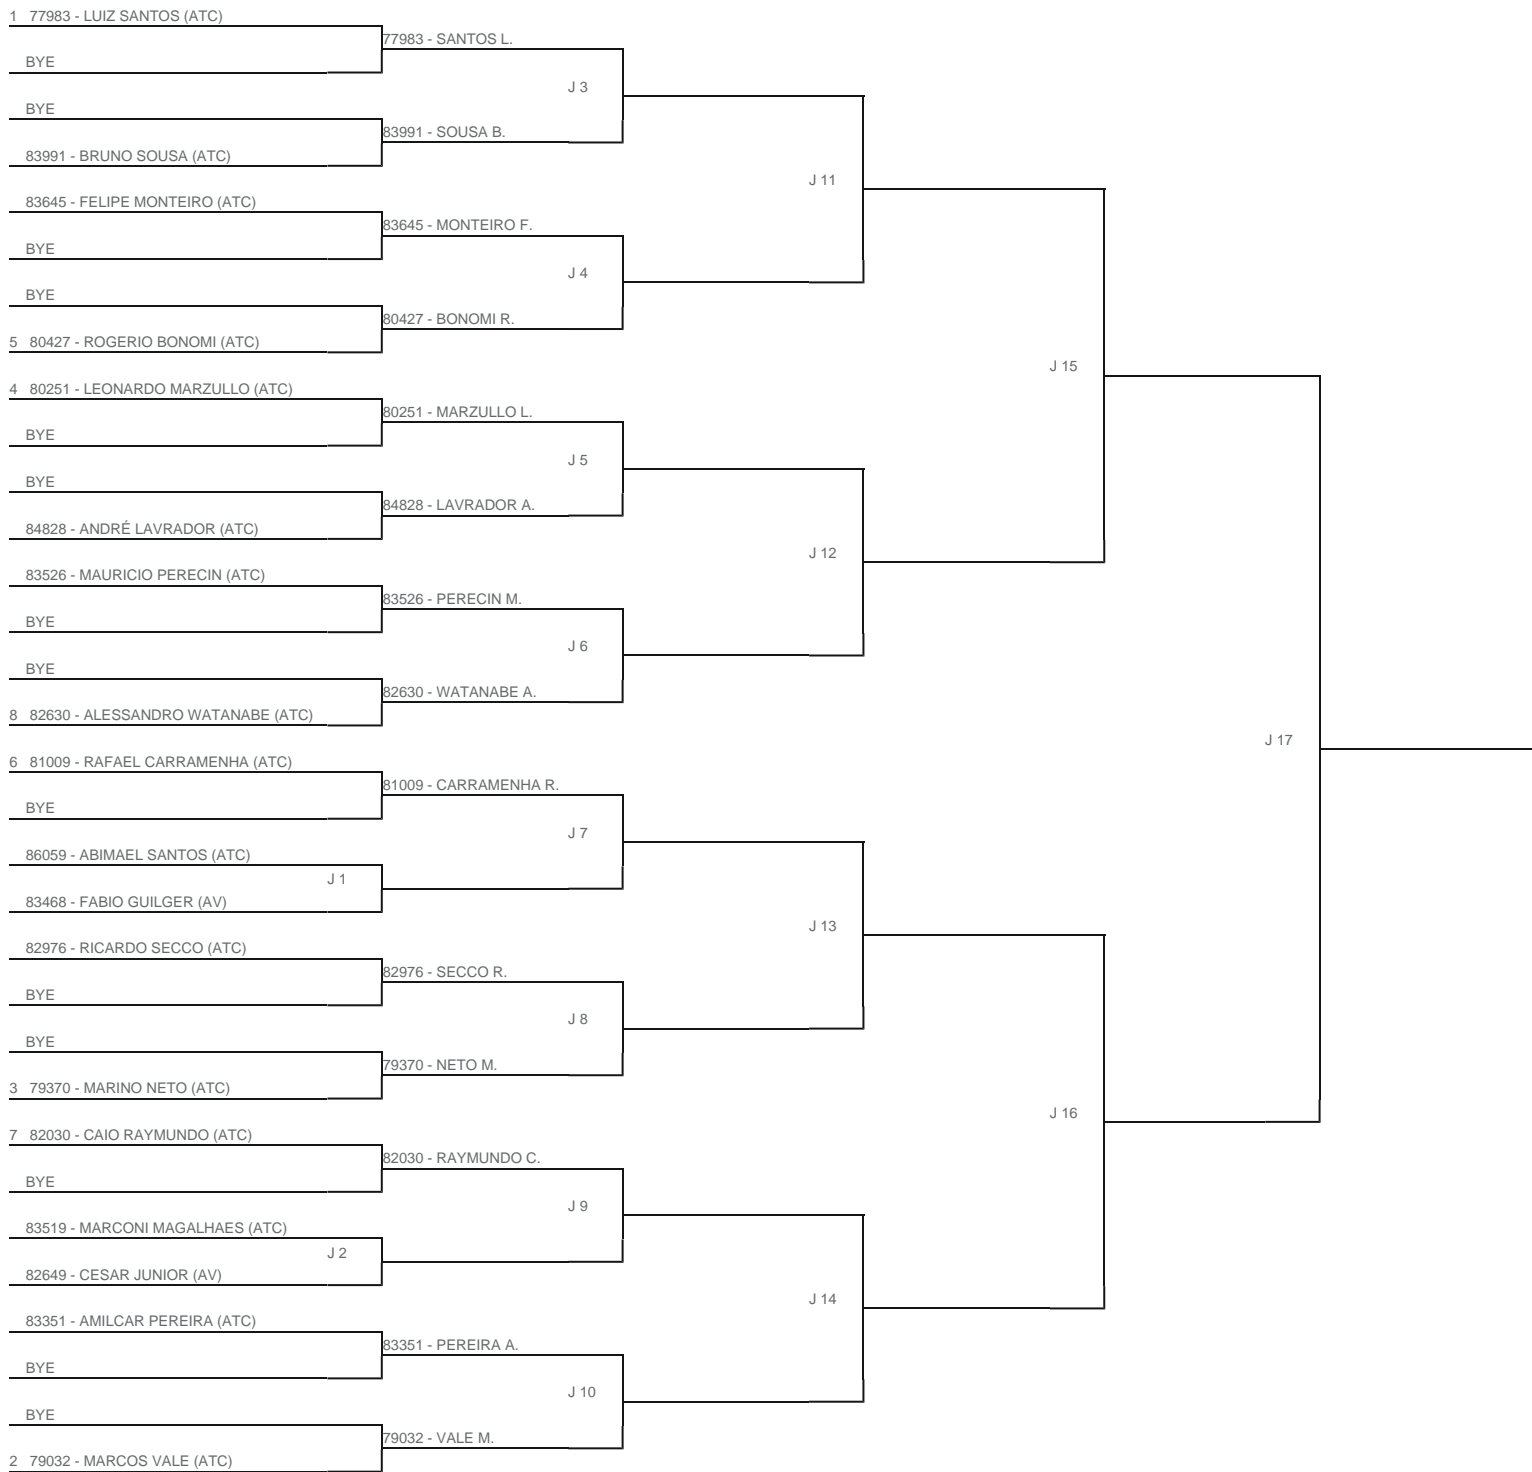 1 77983 - LUIZ SANTOS (ATC)
77983 - SANTOS L.
BYE
J 3
BYE
83991 - SOUSA B.
83991 - BRUNO SOUSA (ATC)
J 11
83645 - FELIPE MONTEIRO (ATC)
83645 - MONTEIRO F.
BYE
J 4
BYE
80427 - BONOMI R.
5 80427 - ROGERIO BONOMI (ATC)
J 15
4 80251 - LEONARDO MARZULLO (ATC)
80251 - MARZULLO L.
BYE
J 5
BYE
84828 - LAVRADOR A.
84828 - ANDRÉ LAVRADOR (ATC)
J 12
83526 - MAURICIO PERECIN (ATC)
83526 - PERECIN M.
BYE
J 6
BYE
82630 - WATANABE A.
8 82630 - ALESSANDRO WATANABE (ATC)
J 17
6 81009 - RAFAEL CARRAMENHA (ATC)
81009 - CARRAMENHA R.
BYE
J 7
86059 - ABIMAEL SANTOS (ATC)
J 1
83468 - FABIO GUILGER (AV)
J 13
82976 - RICARDO SECCO (ATC)
82976 - SECCO R.
BYE
J 8
BYE
79370 - NETO M.
3 79370 - MARINO NETO (ATC)
J 16
7 82030 - CAIO RAYMUNDO (ATC)
82030 - RAYMUNDO C.
BYE
J 9
83519 - MARCONI MAGALHAES (ATC)
J 2
82649 - CESAR JUNIOR (AV)
J 14
83351 - AMILCAR PEREIRA (ATC)
83351 - PEREIRA A.
BYE
J 10
BYE
79032 - VALE M.
2 79032 - MARCOS VALE (ATC)